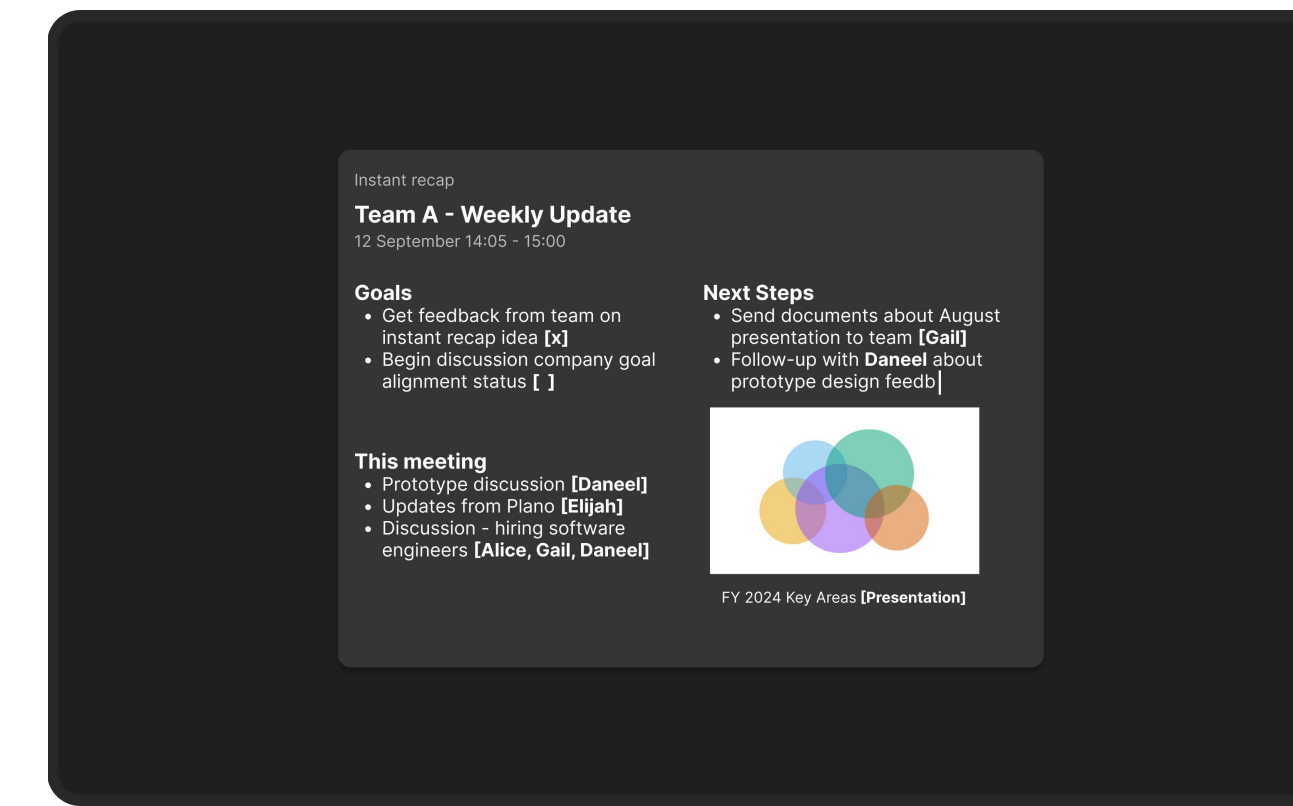 Instant recap
Team A - Weekly Update
12 September 14:05 - 15:00
Goals
• Get feedback from team on
instant recap idea [x]
• Begin discussion company goal
alignment status [ ]
This meeting
• Prototype discussion [Daneel]
• Updates from Plano [Elijah]
• Discussion - hiring software
engineers [Alice, Gail, Daneel]
Next Steps
• Send documents about August
presentation to team [Gail]
• Follow-up with Daneel about
prototype design feedb
FY 2024 Key Areas [Presentation]